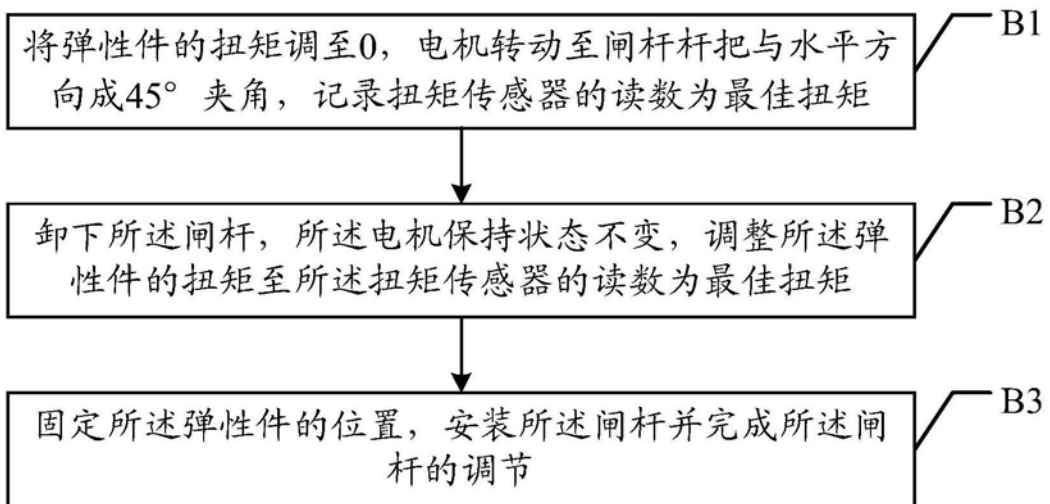 将弹性件的扭矩调至0，电机转动至闸杆杆把与水平方
向成45°夹角，记录扭矩传感器的读数为最佳扭矩
B1
卸下所述闸杆，所述电机保持状态不变，调整所述弹
性件的扭矩至所述扭矩传感器的读数为最佳扭矩
B2
固定所述弹性件的位置，安装所述闸杆并完成所述闸
杆的调节
B3